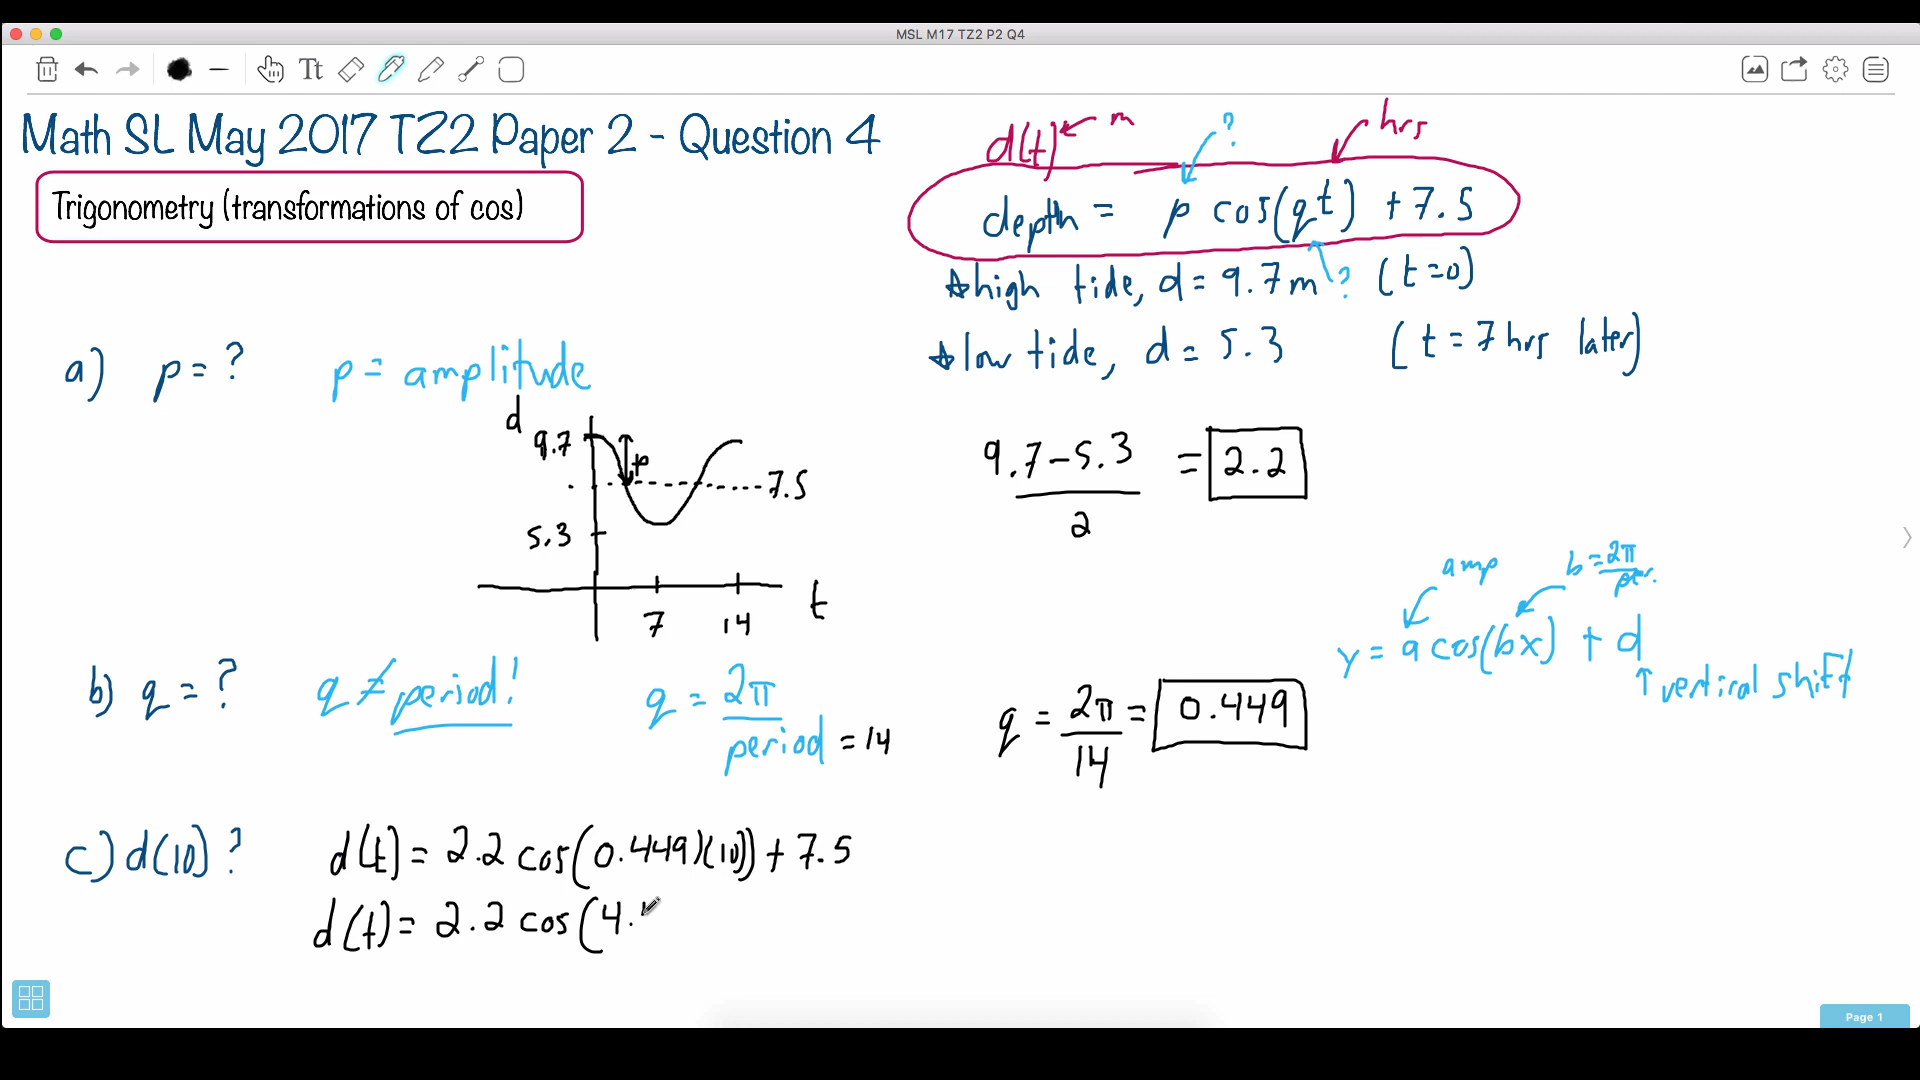 MSL M17 TZ2 P2 Q4
Tt
Math SL May 2017 TZ2 Paper 2 - Question 4
Trigonometry (transformations of cos)
d(t) m ? hrs
depth = p cos(qt) + 7.5
☆high tide, d = 9.7m ? (t=0)
☆low tide, d = 5.3 (t = 7 hrs later)
a) p = ? p = amplitude
d
9.7
p
7.5
5.3
7 14 t
9.7-5.3 / 2 = 2.2
amp b = 2π/per.
y = a cos(bx) + d
↑ vertical shift
b) q = ? q ≠ period! q = 2π / period = 14
q = 2π / 14 = 0.449
c) d(10) ? d(t) = 2.2 cos(0.449)(10)) + 7.5
d(t) = 2.2 cos(4.
Page 1